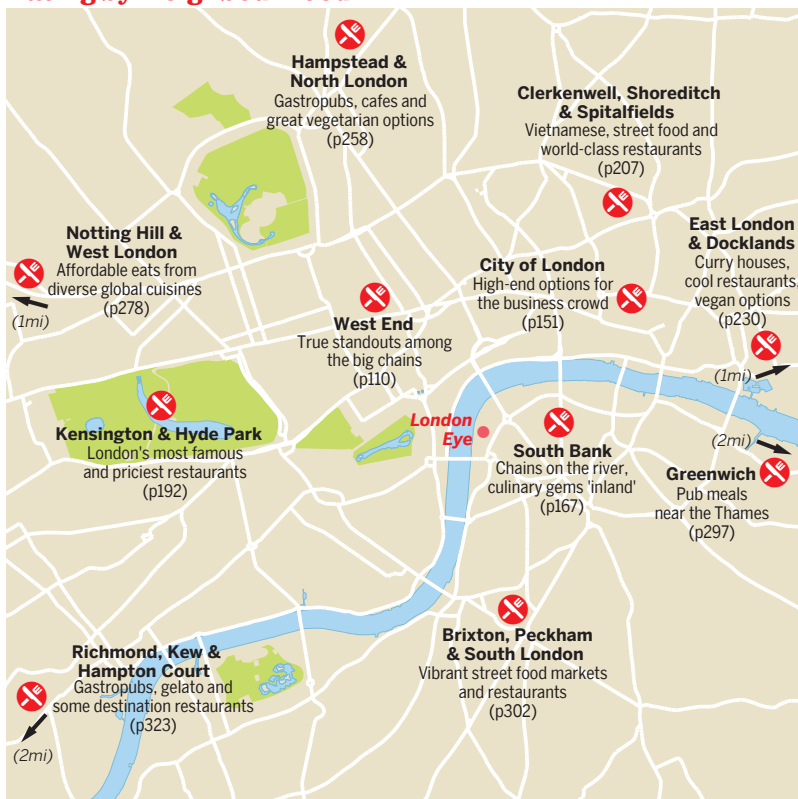 Hampstead &
North London
Gastropubs, cafes and
great vegetarian options
(p258)
Clerkenwell, Shoreditch
& Spitalfields
Vietnamese, street food and
world-class restaurants
(p207)
Notting Hill &
West London
Affordable eats from
diverse global cuisines
(p278)
(1mi)
West End
True standouts among
the big chains
(p110)
City of London
High-end options for
the business crowd
(p151)
East London
& Docklands
Curry houses,
cool restaurants,
vegan options
(p230)
(1mi)
Kensington & Hyde Park
London's most famous
and priciest restaurants
(p192)
London
Eye
South Bank
Chains on the river,
culinary gems 'inland'
(p167)
(2mi)
Greenwich
Pub meals
near the Thames
(p297)
Richmond, Kew &
Hampton Court
Gastropubs, gelato and
some destination restaurants
(p323)
(2mi)
Brixton, Peckham
& South London
Vibrant street food markets
and restaurants
(p302)